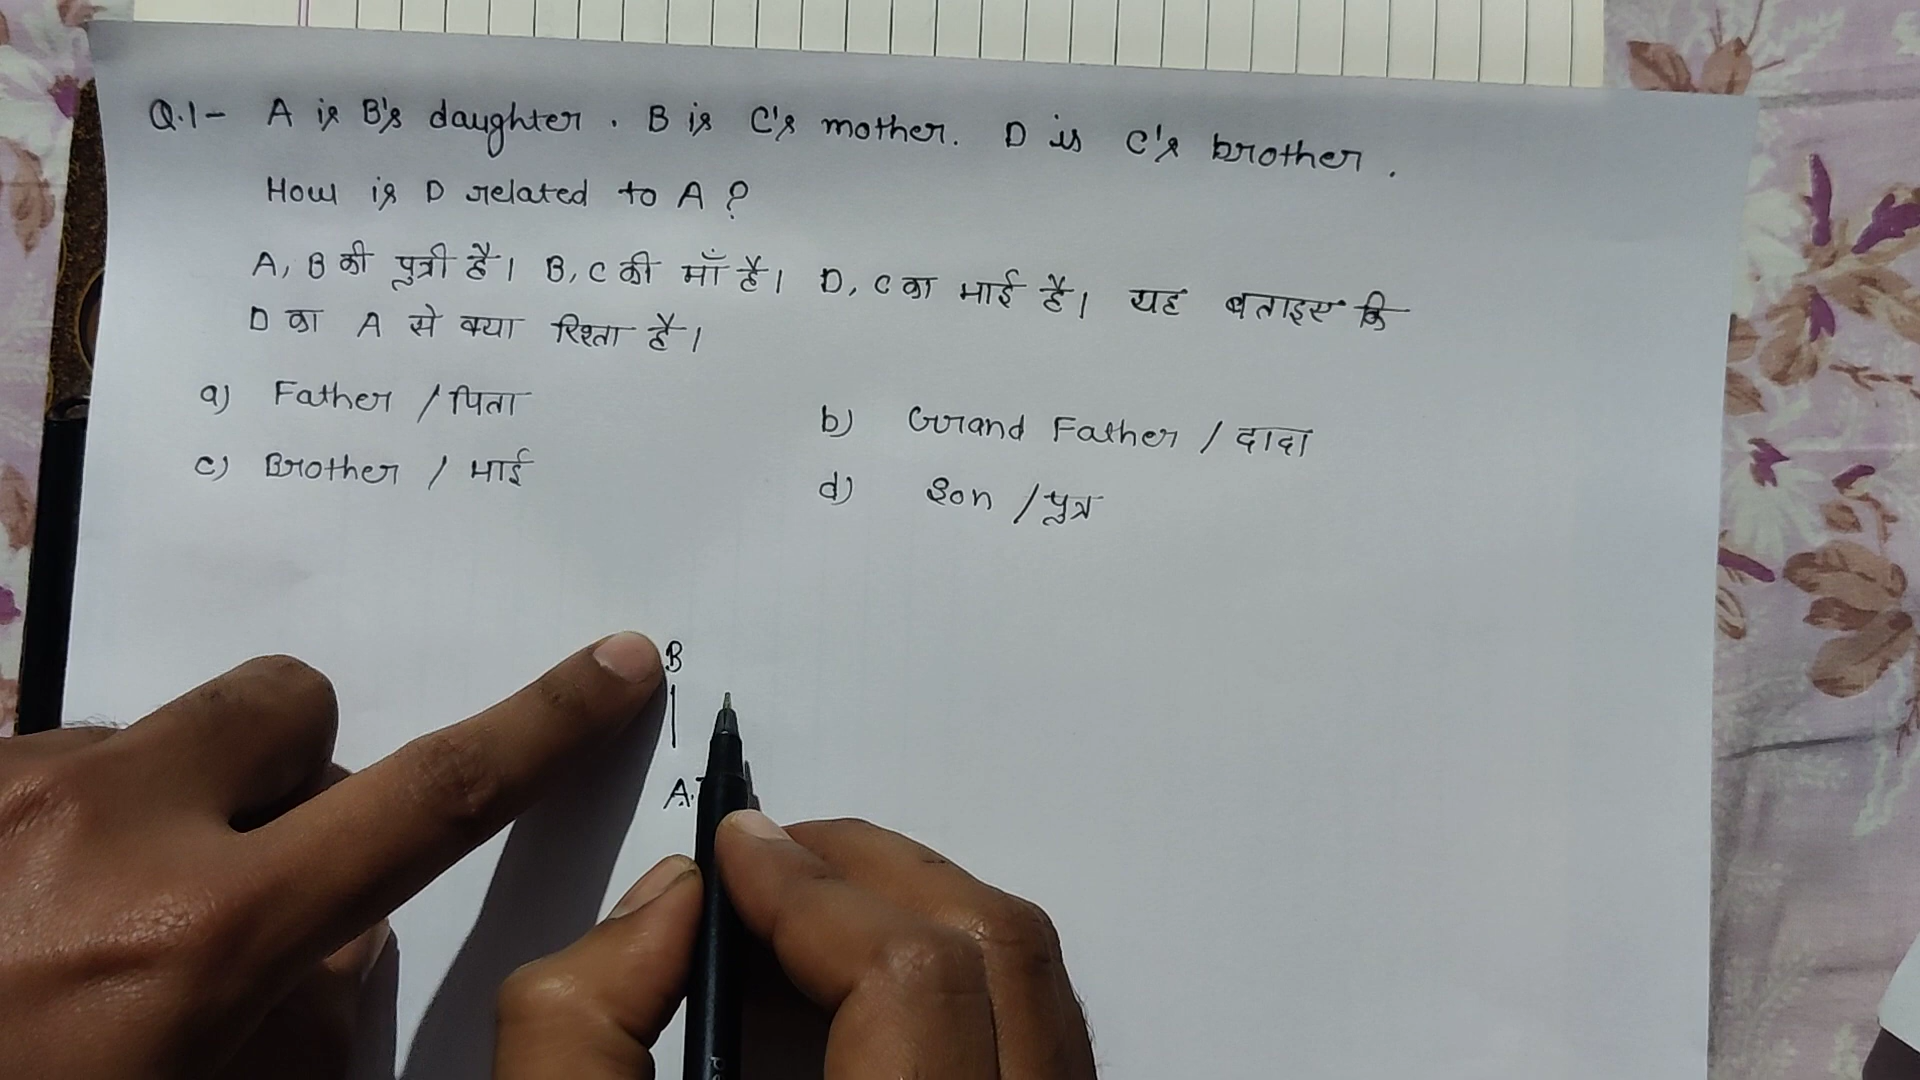 Q.1- A is B's daughter. B is C's mother. D is C's brother.
How is D related to A?
A, B की पुत्री है। B, C की माँ है। D, C का भाई है। यह बताइए कि
D का A से क्या रिश्ता है।
a) Father / पिता
b) Grand Father / दादा
c) Brother / भाई
d) Son / पुत्र
B
A